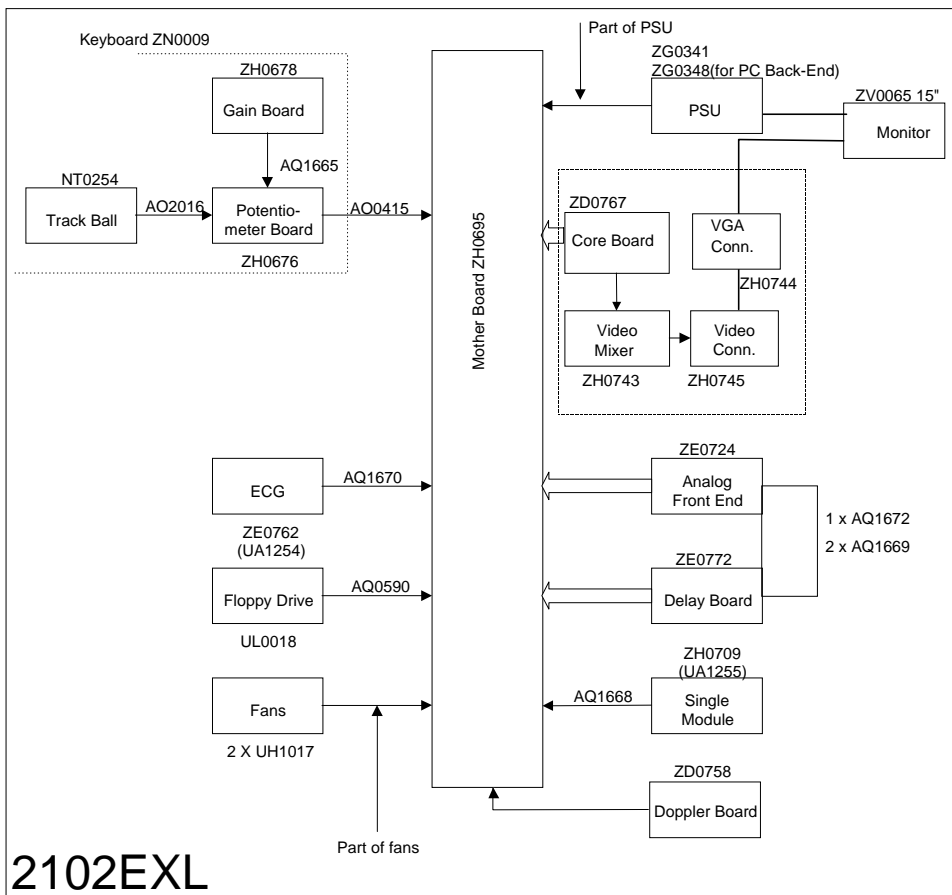 Keyboard ZN0009
ZH0678
Gain Board
AQ1665
NT0254
Track Ball
AO2016
Potentio-
meter Board
ZH0676
AO0415
Mother Board ZH0695
Part of PSU
ZG0341
ZG0348(for PC Back-End)
PSU
ZV0065 15"
Monitor
ZD0767
Core Board
VGA
Conn.
ZH0744
Video
Mixer
ZH0743
Video
Conn.
ZH0745
ECG
AQ1670
ZE0762
(UA1254)
Floppy Drive
AQ0590
UL0018
Fans
2 X UH1017
Part of fans
ZE0724
Analog
Front End
1 x AQ1672
2 x AQ1669
ZE0772
Delay Board
ZH0709
(UA1255)
AQ1668
Single
Module
ZD0758
Doppler Board
2102EXL